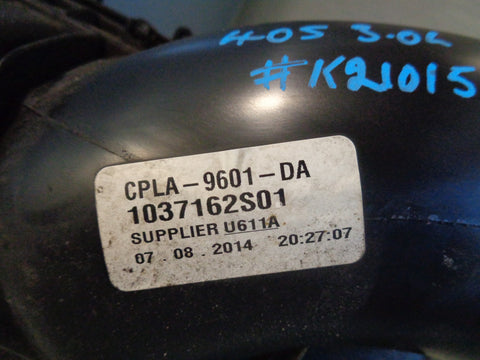 405 3.0L
#K21015
CPLA-9601-DA
1037162S01
SUPPLIER U611A
07 . 08 . 2014 20:27:07